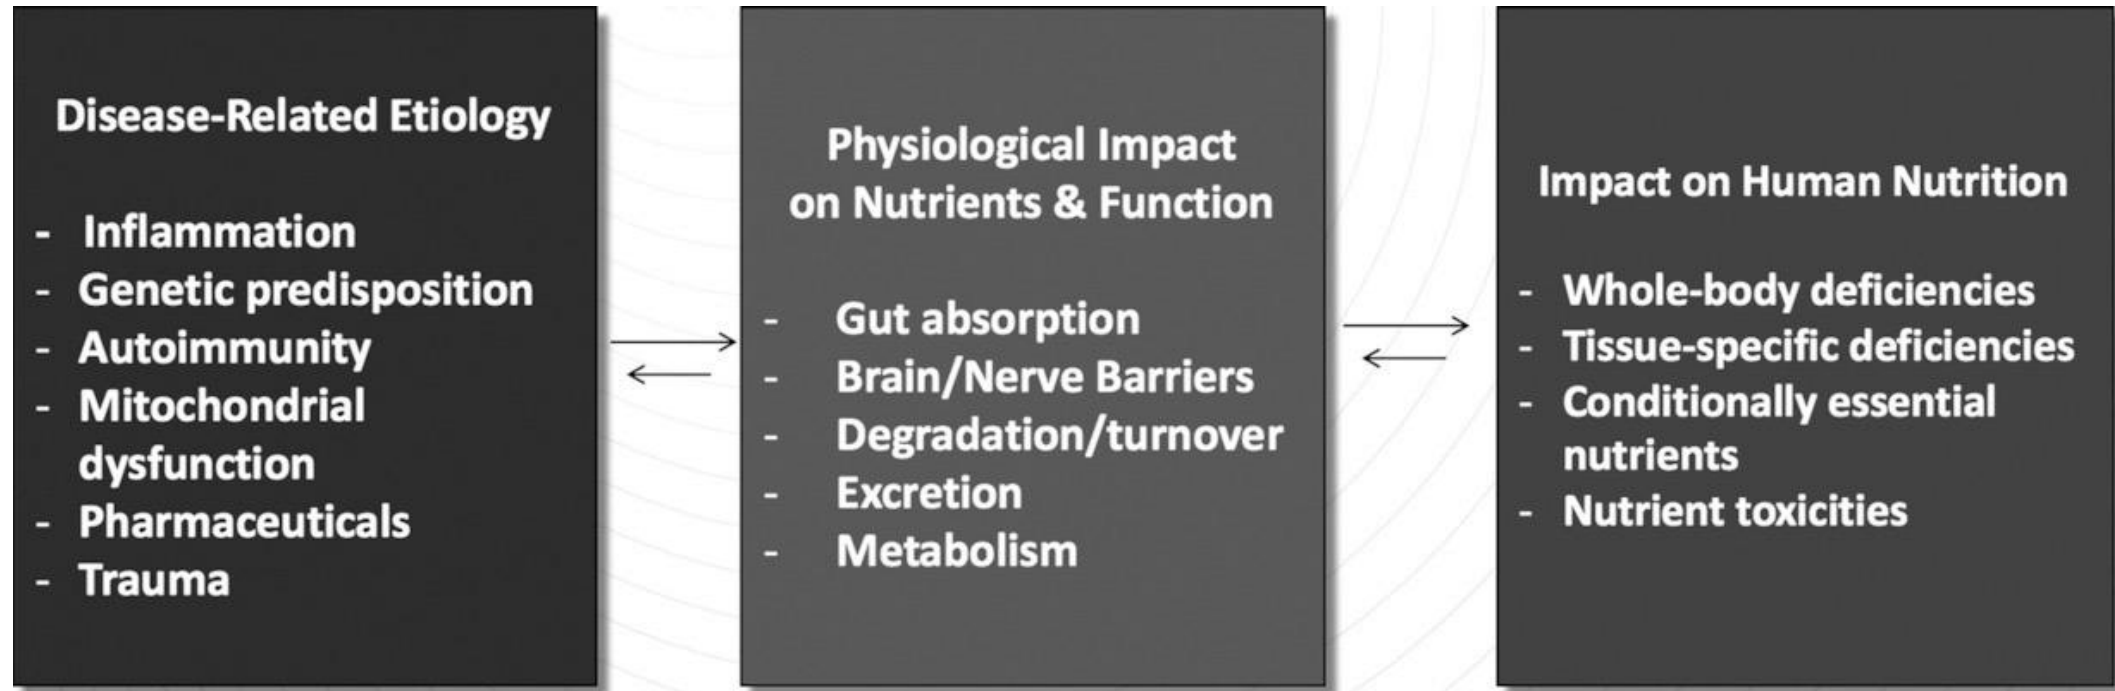 Disease-Related Etiology
- Inflammation
- Genetic predisposition
- Autoimmunity
- Mitochondrial
dysfunction
- Pharmaceuticals
- Trauma
Physiological Impact
on Nutrients & Function
- Gut absorption
- Brain/Nerve Barriers
- Degradation/turnover
- Excretion
- Metabolism
Impact on Human Nutrition
- Whole-body deficiencies
- Tissue-specific deficiencies
- Conditionally essential
nutrients
- Nutrient toxicities